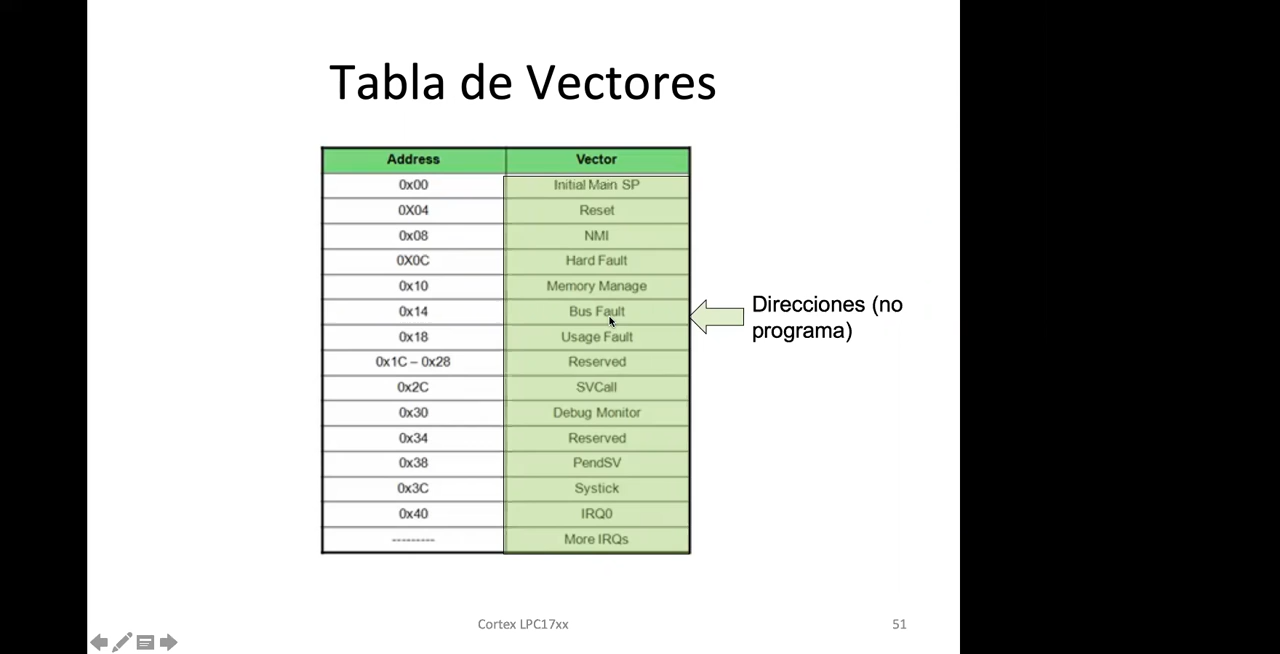 Tabla de Vectores
Address Vector
0x00 Initial Main SP
0X04 Reset
0x08 NMI
0X0C Hard Fault
0x10 Memory Manage
0x14 Bus Fault
0x18 Usage Fault
0x1C – 0x28 Reserved
0x2C SVCall
0x30 Debug Monitor
0x34 Reserved
0x38 PendSV
0x3C Systick
0x40 IRQ0
--------- More IRQs
Direcciones (no
programa)
Cortex LPC17xx
51